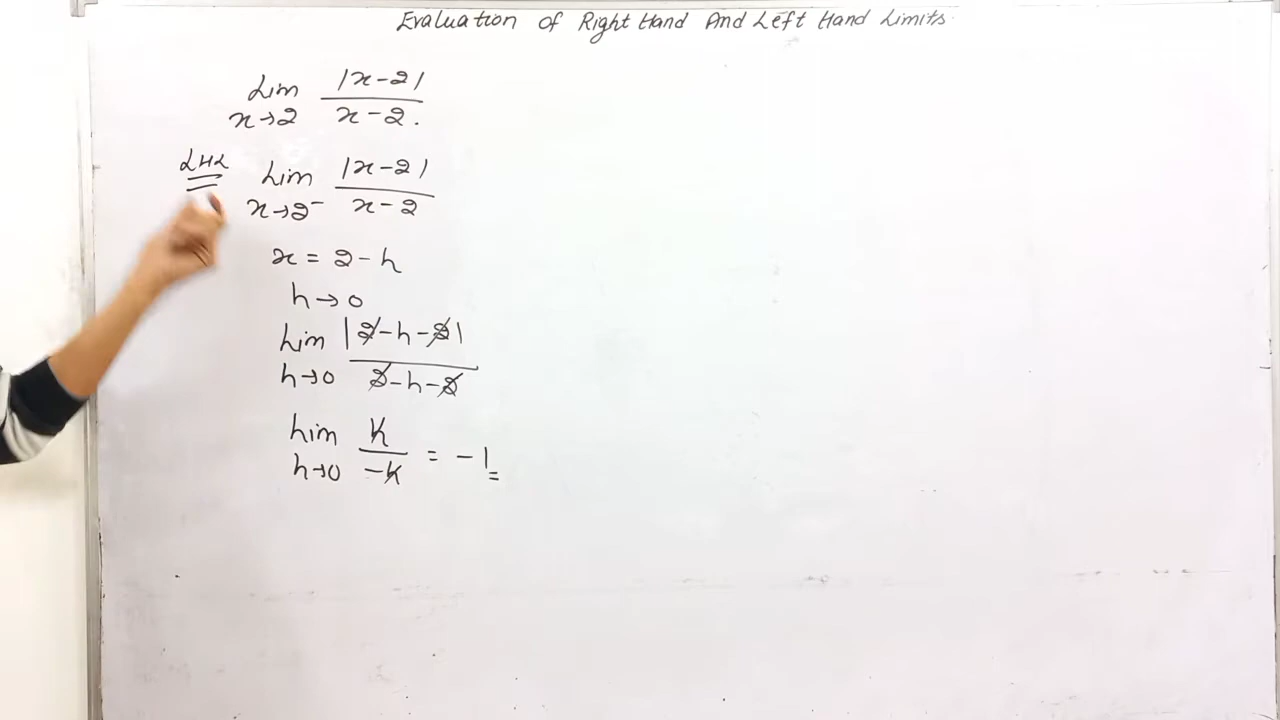 Evaluation of Right Hand And Left Hand Limits.
Lim x→2 |x-2| / x-2.
LHL Lim x→2⁻ |x-2| / x-2
x = 2-h
h→0
Lim h→0 |2-h-2| / 2-h-2
Lim h→0 h / -h = -1